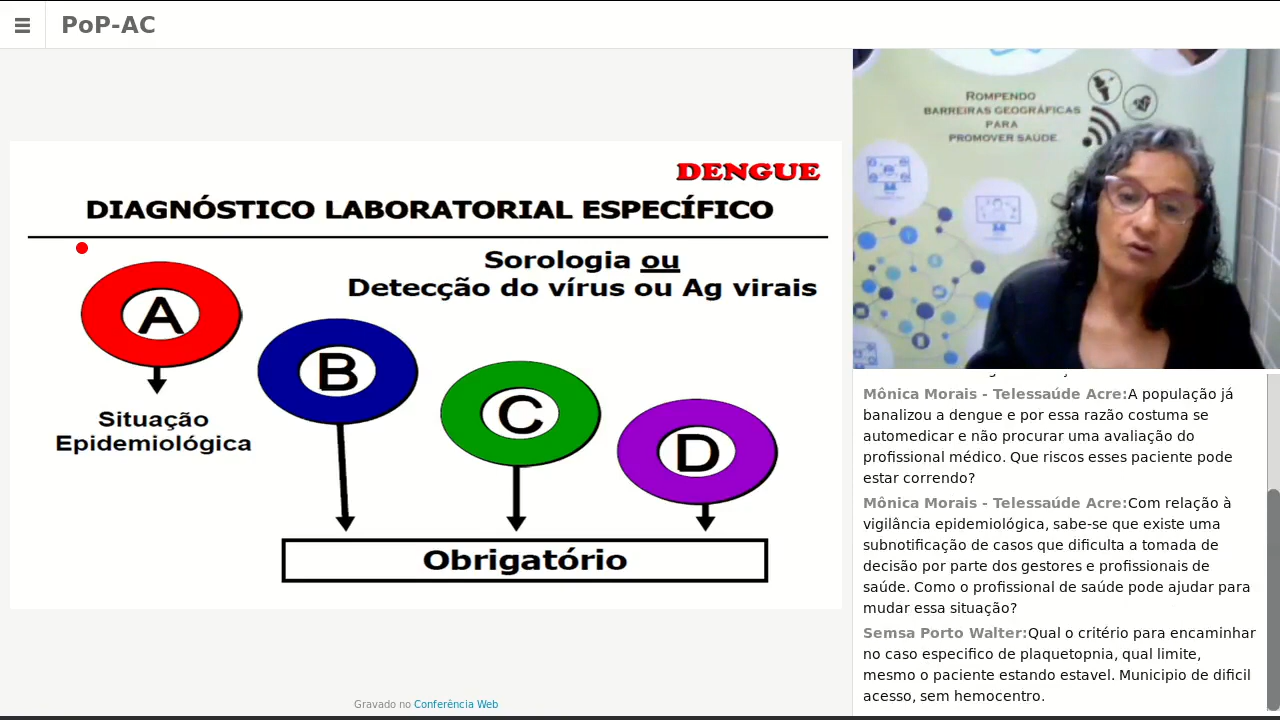 PoP-AC
DENGUE
DIAGNÓSTICO LABORATORIAL ESPECÍFICO
Sorologia ou
Detecção do vírus ou Ag virais
A
B
C
D
Situação
Epidemiológica
Obrigatório
Gravado no Conferência Web
ROMPENDO
BARREIRAS GEOGRÁFICAS
PARA
PROMOVER SAÚDE
Mônica Morais - Telessaúde Acre:A população já
banalizou a dengue e por essa razão costuma se
automedicar e não procurar uma avaliação do
profissional médico. Que riscos esses paciente pode
estar correndo?
Mônica Morais - Telessaúde Acre:Com relação à
vigilância epidemiológica, sabe-se que existe uma
subnotificação de casos que dificulta a tomada de
decisão por parte dos gestores e profissionais de
saúde. Como o profissional de saúde pode ajudar para
mudar essa situação?
Semsa Porto Walter:Qual o critério para encaminhar
no caso especifico de plaquetopnia, qual limite,
mesmo o paciente estando estavel. Municipio de dificil
acesso, sem hemocentro.